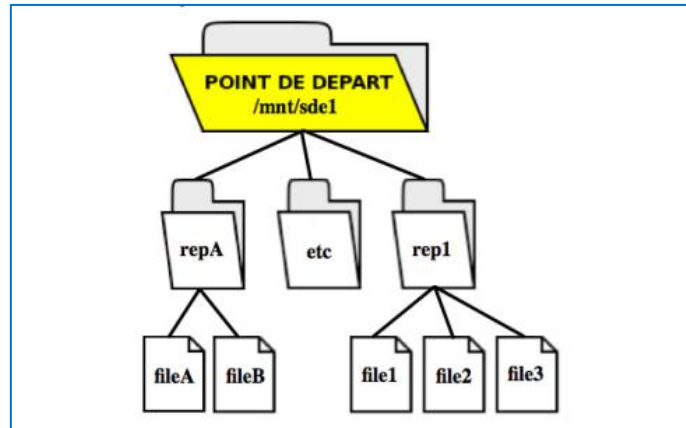 POINT DE DEPART
/mnt/sde1
repA
etc
rep1
fileA
fileB
file1
file2
file3